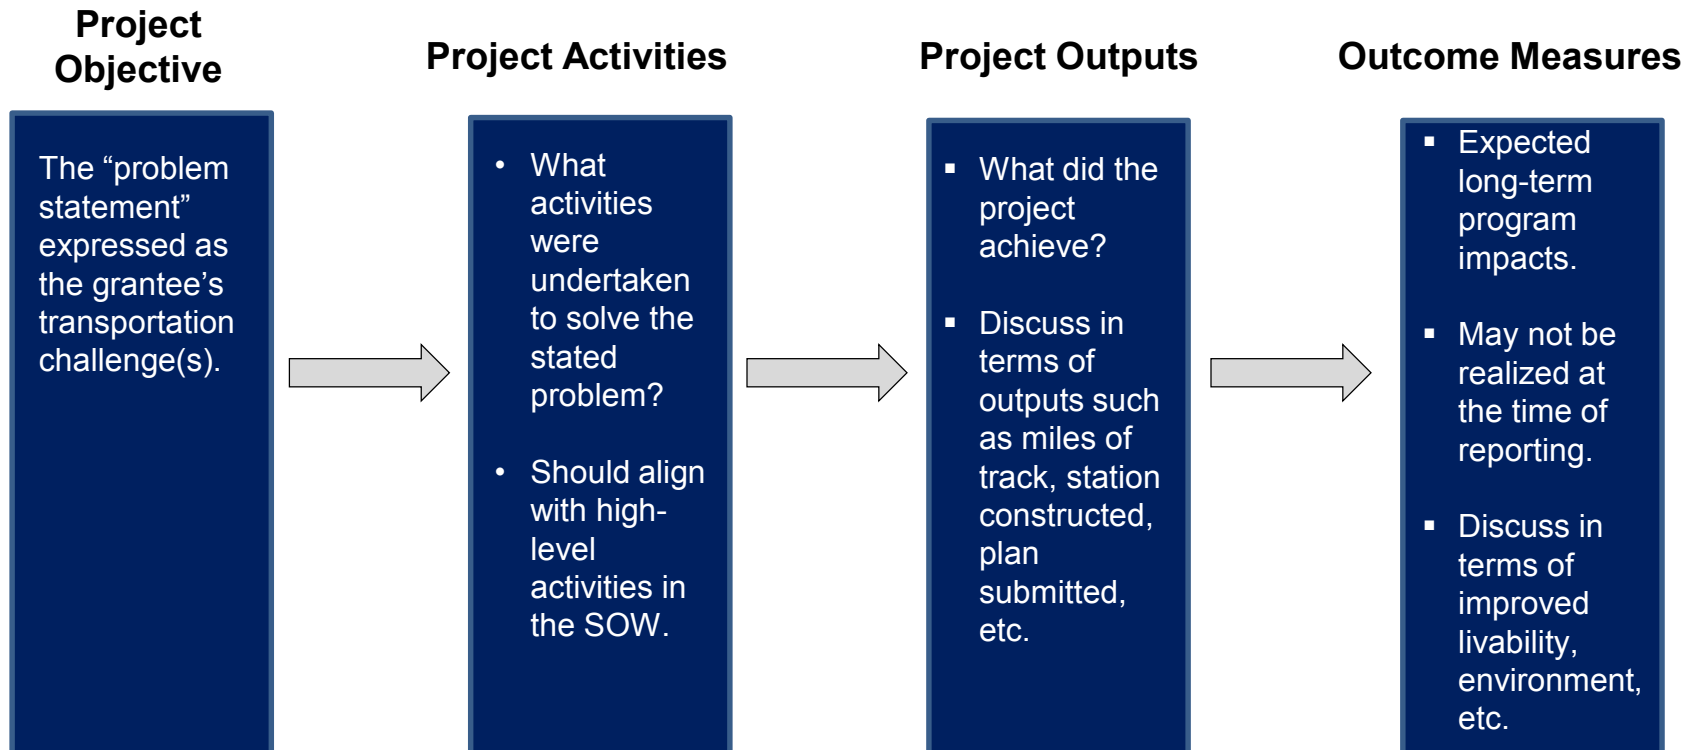 Project
Objective
The “problem
statement”
expressed as
the grantee’s
transportation
challenge(s).
Project Activities
• What
activities
were
undertaken
to solve the
stated
problem?
• Should align
with high-
level
activities in
the SOW.
Project Outputs
▪ What did the
project
achieve?
▪ Discuss in
terms of
outputs such
as miles of
track, station
constructed,
plan
submitted,
etc.
Outcome Measures
▪ Expected
long-term
program
impacts.
▪ May not be
realized at
the time of
reporting.
▪ Discuss in
terms of
improved
livability,
environment,
etc.